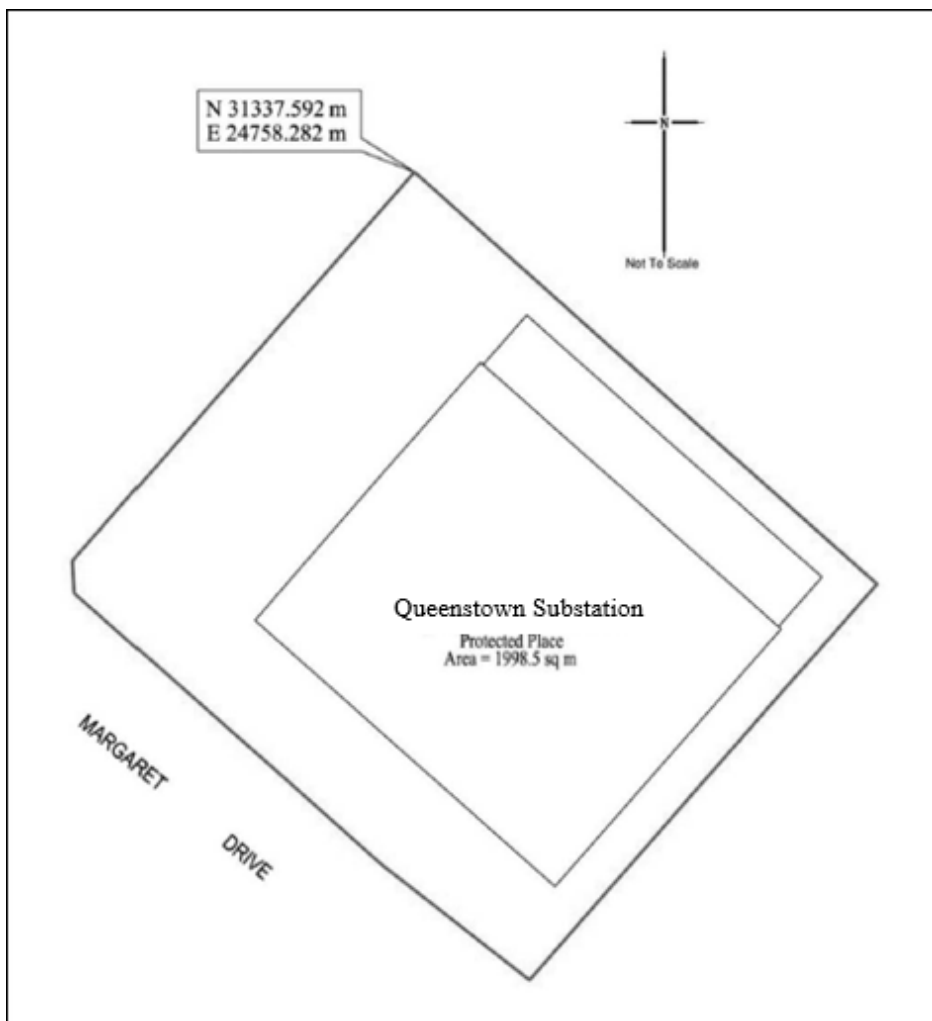 N 31337.592 m
E 24758.282 m
N
Not To Scale
Queenstown Substation
Protected Place
Area = 1998.5 sq m
MARGARET
DRIVE